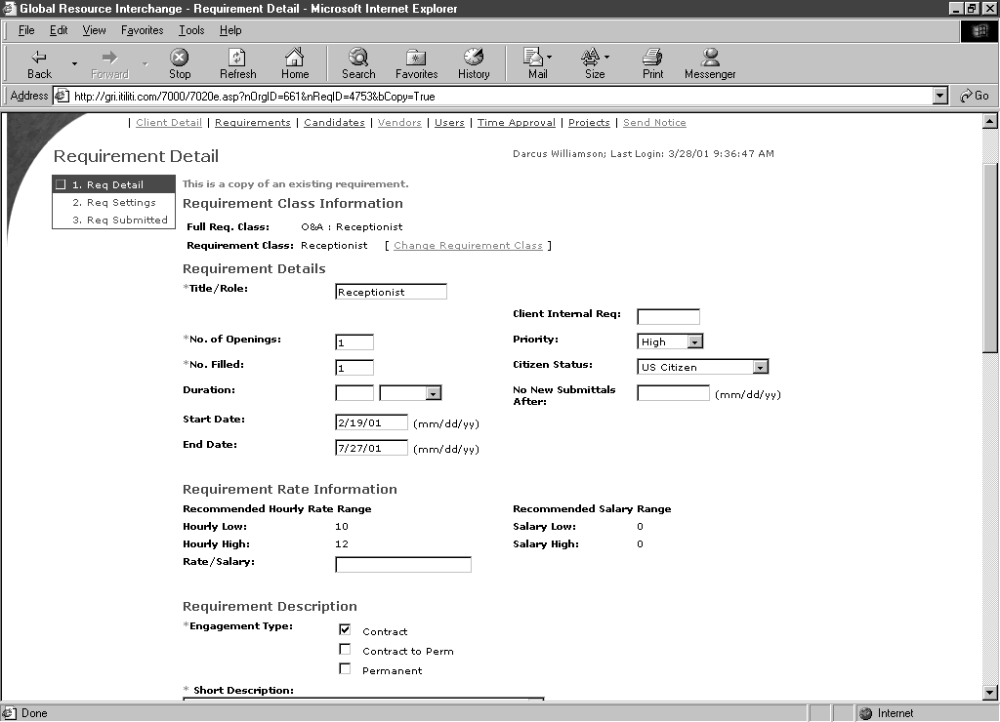 Global Resource Interchange - Requirement Detail - Microsoft Internet Explorer
File Edit View Favorites Tools Help
Back Forward Stop Refresh Home Search Favorites History Mail Size Print Messenger
Address http://gri.itiliti.com/7000/7020e.asp?nOrgID=661&nReqID=4753&bCopy=True Go
| Client Detail | Requirements | Candidates | Vendors | Users | Time Approval | Projects | Send Notice
Requirement Detail
Darcus Williamson; Last Login: 3/28/01 9:36:47 AM
1. Req Detail
2. Req Settings
3. Req Submitted
This is a copy of an existing requirement.
Requirement Class Information
Full Req. Class: O&A : Receptionist
Requirement Class: Receptionist [ Change Requirement Class ]
Requirement Details
*Title/Role: Receptionist
Client Internal Req:
*No. of Openings: 1 Priority: High
*No. Filled: 1 Citizen Status: US Citizen
Duration: No New Submittals
After: (mm/dd/yy)
Start Date: 2/19/01 (mm/dd/yy)
End Date: 7/27/01 (mm/dd/yy)
Requirement Rate Information
Recommended Hourly Rate Range Recommended Salary Range
Hourly Low: 10 Salary Low: 0
Hourly High: 12 Salary High: 0
Rate/Salary:
Requirement Description
*Engagement Type: Contract
Contract to Perm
Permanent
* Short Description:
Done Internet